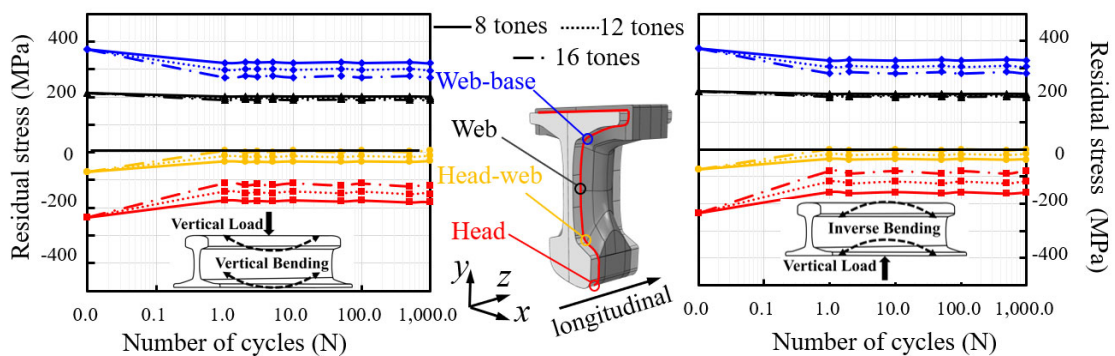 Residual stress (MPa)
400
200
0
-200
-400
Vertical Load
Vertical Bending
0.0
0.1
1.0
10.0
100.0
1,000.0
Number of cycles (N)
8 tones
12 tones
16 tones
Web-base
Web
Head-web
Head
y
z
x
longitudinal
Inverse Bending
Vertical Load
0.0
0.1
1.0
10.0
100.0
1,000.0
Number of cycles (N)
400
200
0
-200
-400
Residual stress
(MPa)